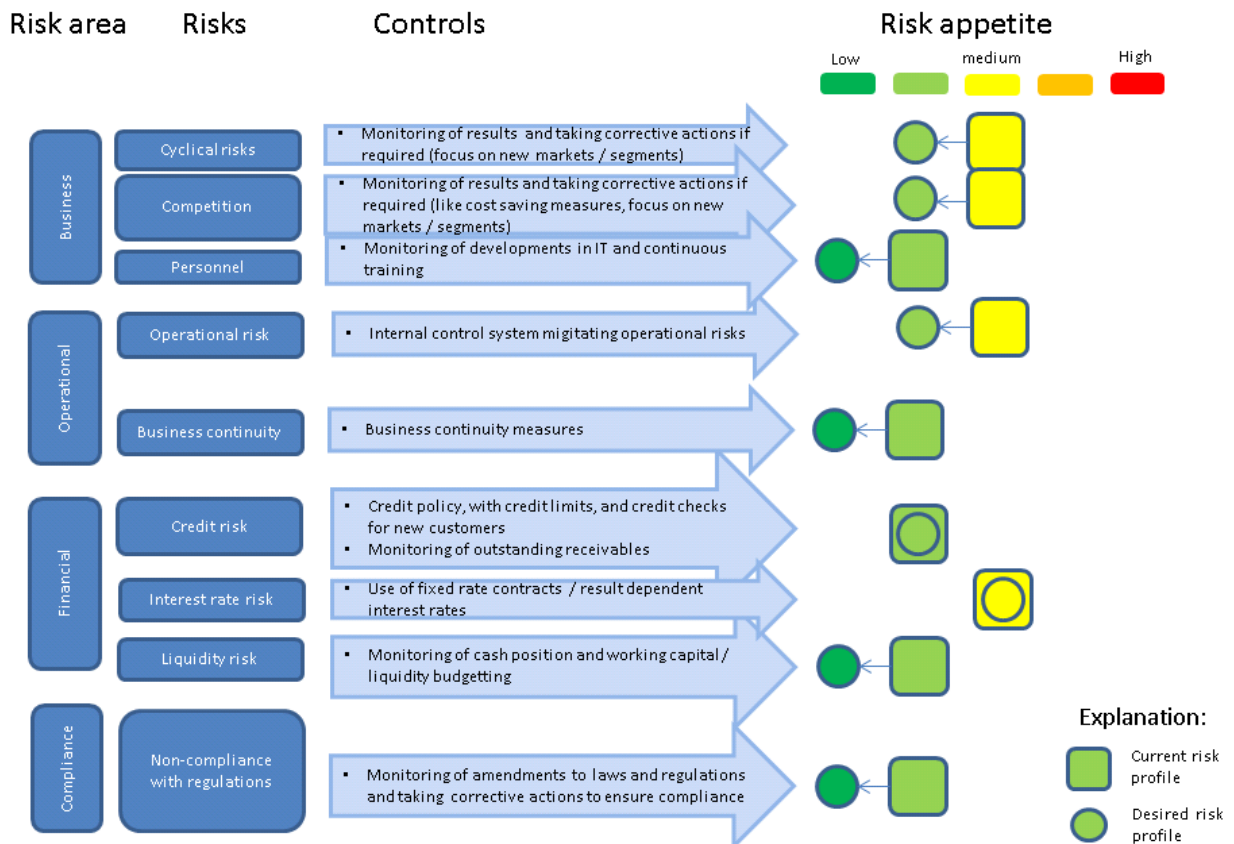 Risk area Risks Controls Risk appetite
Low medium High
Business
Cyclical risks
▪ Monitoring of results and taking corrective actions if
required (focus on new markets / segments)
Competition
▪ Monitoring of results and taking corrective actions if
required (like cost saving measures, focus on new
markets / segments)
Personnel
▪ Monitoring of developments in IT and continuous
training
Operational
Operational risk
▪ Internal control system migitating operational risks
Business continuity
▪ Business continuity measures
Financial
Credit risk
▪ Credit policy, with credit limits, and credit checks
for new customers
▪ Monitoring of outstanding receivables
Interest rate risk
▪ Use of fixed rate contracts / result dependent
interest rates
Liquidity risk
▪ Monitoring of cash position and working capital /
liquidity budgetting
Compliance
Non-compliance
with regulations
▪ Monitoring of amendments to laws and regulations
and taking corrective actions to ensure compliance
Explanation:
Current risk
profile
Desired risk
profile